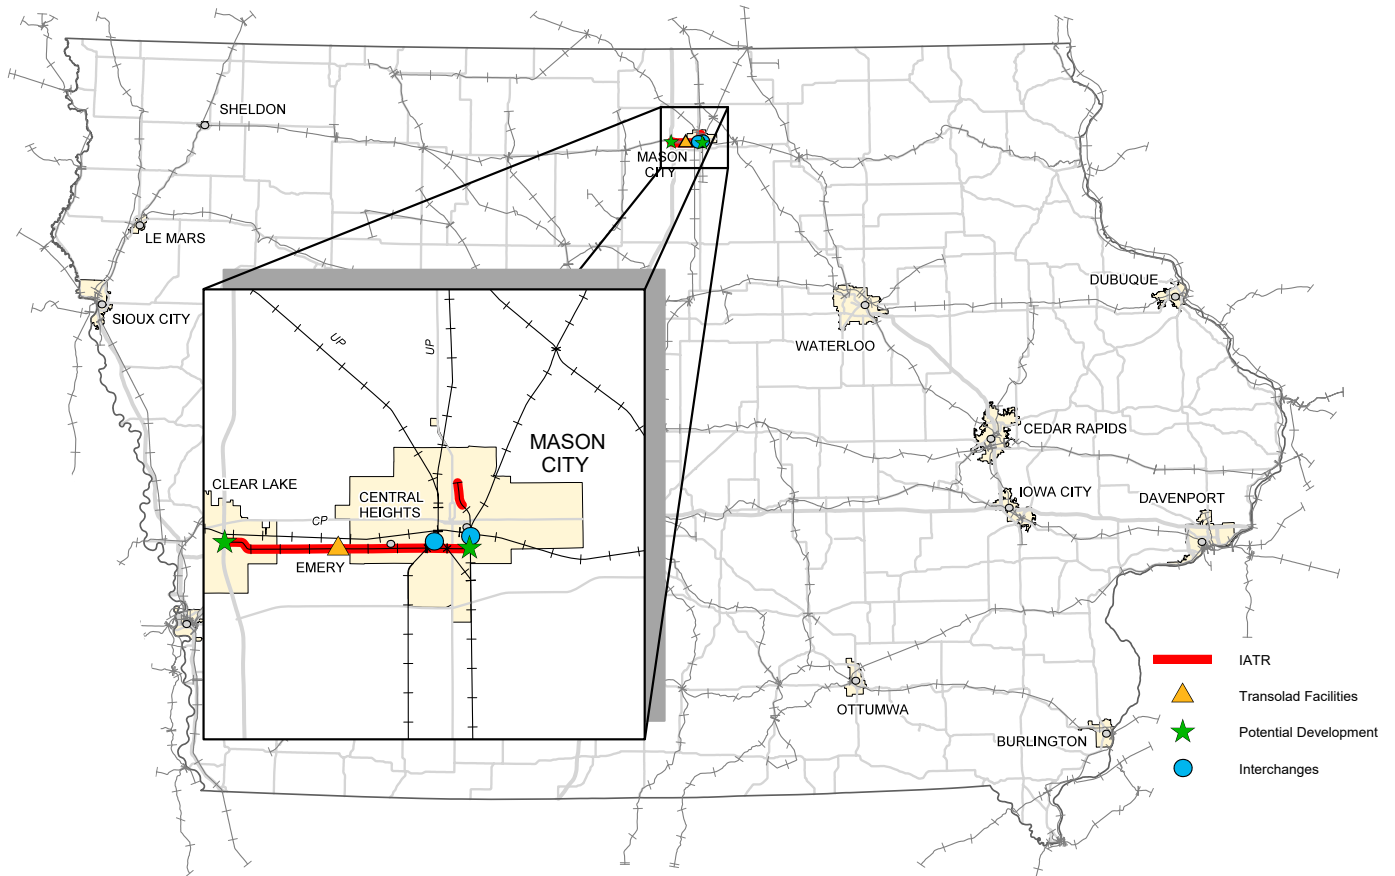 SHELDON
MASON
CITY
LE MARS
DUBUQUE
SIOUX CITY
WATERLOO
UP
UP
MASON
CITY
CEDAR RAPIDS
CLEAR LAKE
CENTRAL
HEIGHTS
IOWA CITY
DAVENPORT
CP
EMERY
IATR
Transolad Facilities
OTTUMWA
Potential Development
BURLINGTON
Interchanges